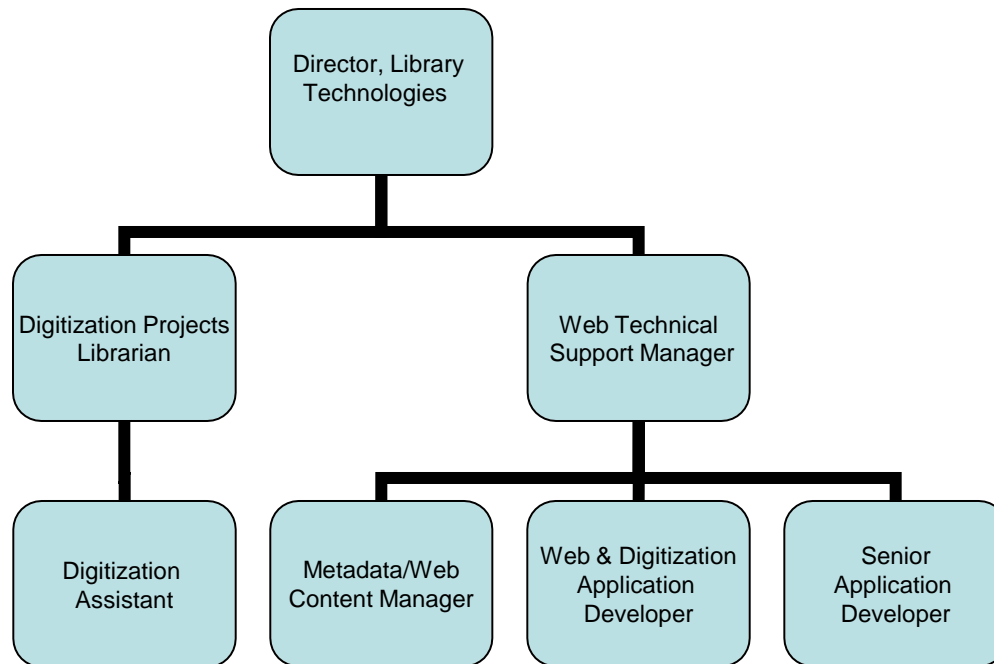 Director, Library
Technologies
Digitization Projects
Librarian
Web Technical
Support Manager
Digitization
Assistant
Metadata/Web
Content Manager
Web & Digitization
Application
Developer
Senior
Application
Developer